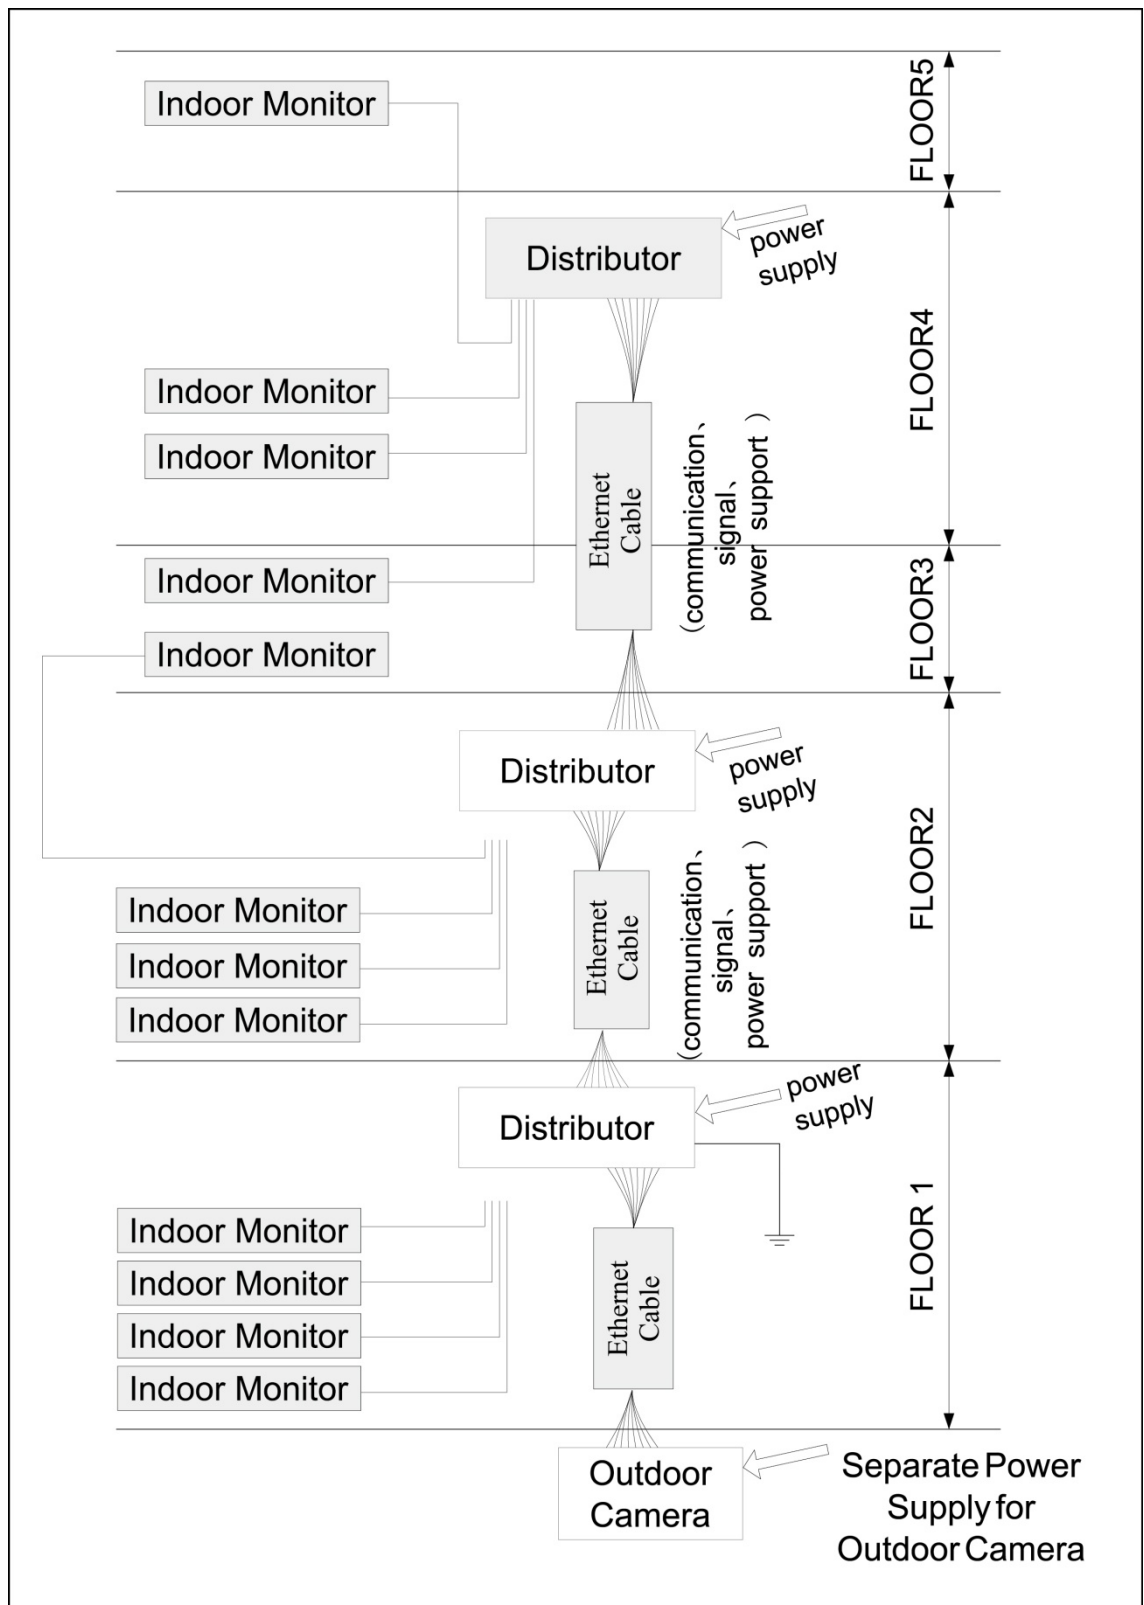 Indoor Monitor
FLOOR5
Distributor
power
supply
FLOOR4
Indoor Monitor
Indoor Monitor
Ethernet
Cable
(communication、
signal、
power support )
Indoor Monitor
FLOOR3
Indoor Monitor
Distributor
power
supply
FLOOR2
Indoor Monitor
Indoor Monitor
Indoor Monitor
Ethernet
Cable
(communication、
signal、
power support )
Distributor
power
supply
FLOOR 1
Indoor Monitor
Indoor Monitor
Indoor Monitor
Indoor Monitor
Ethernet
Cable
Outdoor
Camera
Separate Power
Supply for
Outdoor Camera